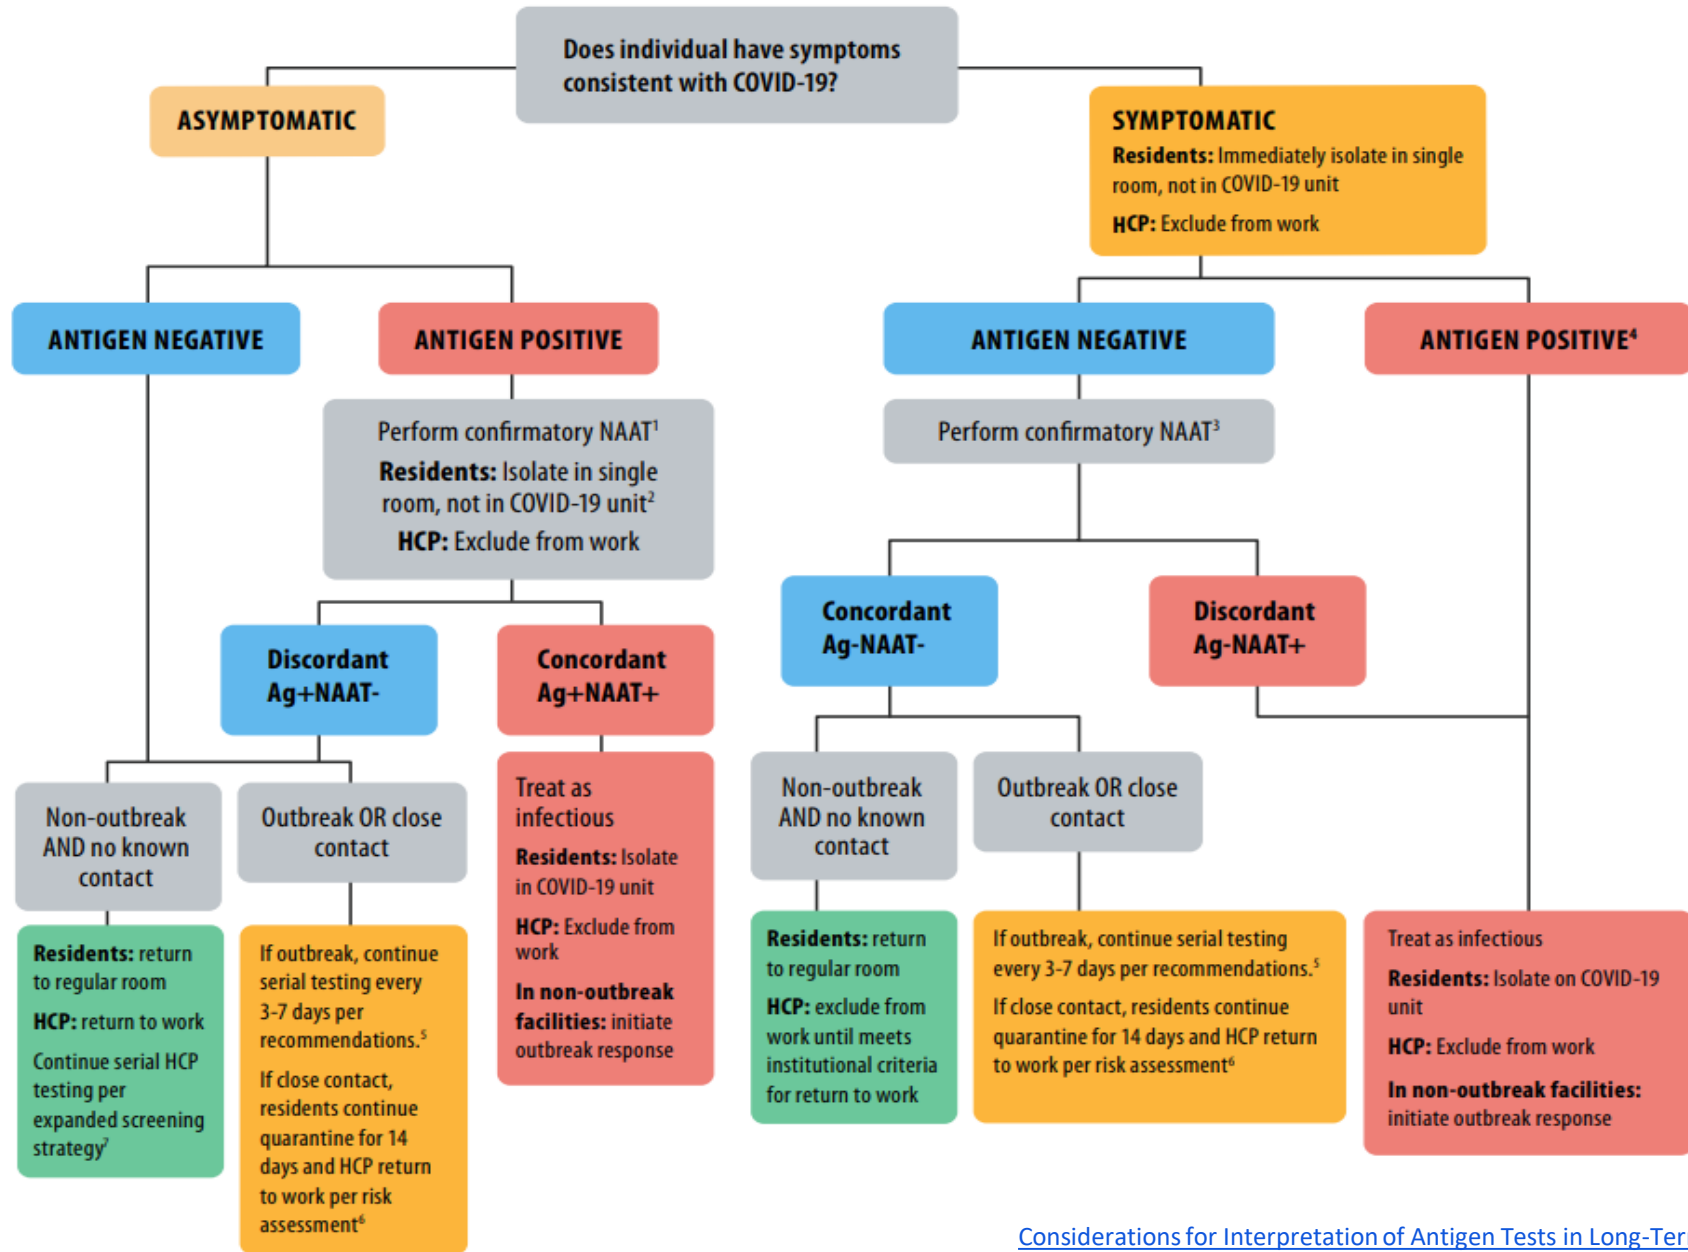 Does individual have symptoms
consistent with COVID-19?
ASYMPTOMATIC
SYMPTOMATIC
Residents: Immediately isolate in single
room, not in COVID-19 unit
HCP: Exclude from work
ANTIGEN NEGATIVE
ANTIGEN POSITIVE
ANTIGEN NEGATIVE
ANTIGEN POSITIVE⁴
Perform confirmatory NAAT¹
Residents: Isolate in single
room, not in COVID-19 unit²
HCP: Exclude from work
Perform confirmatory NAAT³
Discordant
Ag+NAAT-
Concordant
Ag+NAAT+
Concordant
Ag-NAAT-
Discordant
Ag-NAAT+
Non-outbreak
AND no known
contact
Outbreak OR close
contact
Treat as
infectious
Residents: Isolate
in COVID-19 unit
HCP: Exclude from
work
In non-outbreak
facilities: initiate
outbreak response
Non-outbreak
AND no known
contact
Outbreak OR close
contact
Residents: return
to regular room
HCP: return to work
Continue serial HCP
testing per
expanded screening
strategy⁷
If outbreak, continue
serial testing every
3-7 days per
recommendations.⁵
If close contact,
residents continue
quarantine for 14
days and HCP return
to work per risk
assessment⁶
Residents: return
to regular room
HCP: exclude from
work until meets
institutional criteria
for return to work
If outbreak, continue serial testing
every 3-7 days per recommendations.⁵
If close contact, residents continue
quarantine for 14 days and HCP return
to work per risk assessment⁶
Treat as infectious
Residents: Isolate on COVID-19
unit
HCP: Exclude from work
In non-outbreak facilities:
initiate outbreak response
Considerations for Interpretation of Antigen Tests in Long-Ter